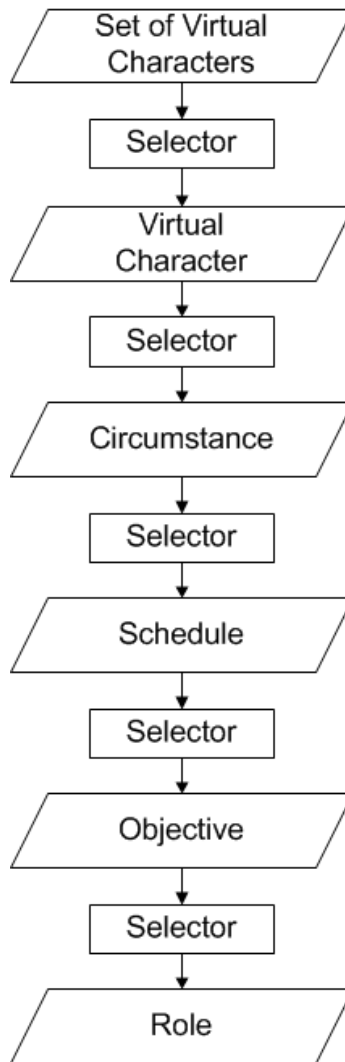 Set of Virtual
Characters
Selector
Virtual
Character
Selector
Circumstance
Selector
Schedule
Selector
Objective
Selector
Role